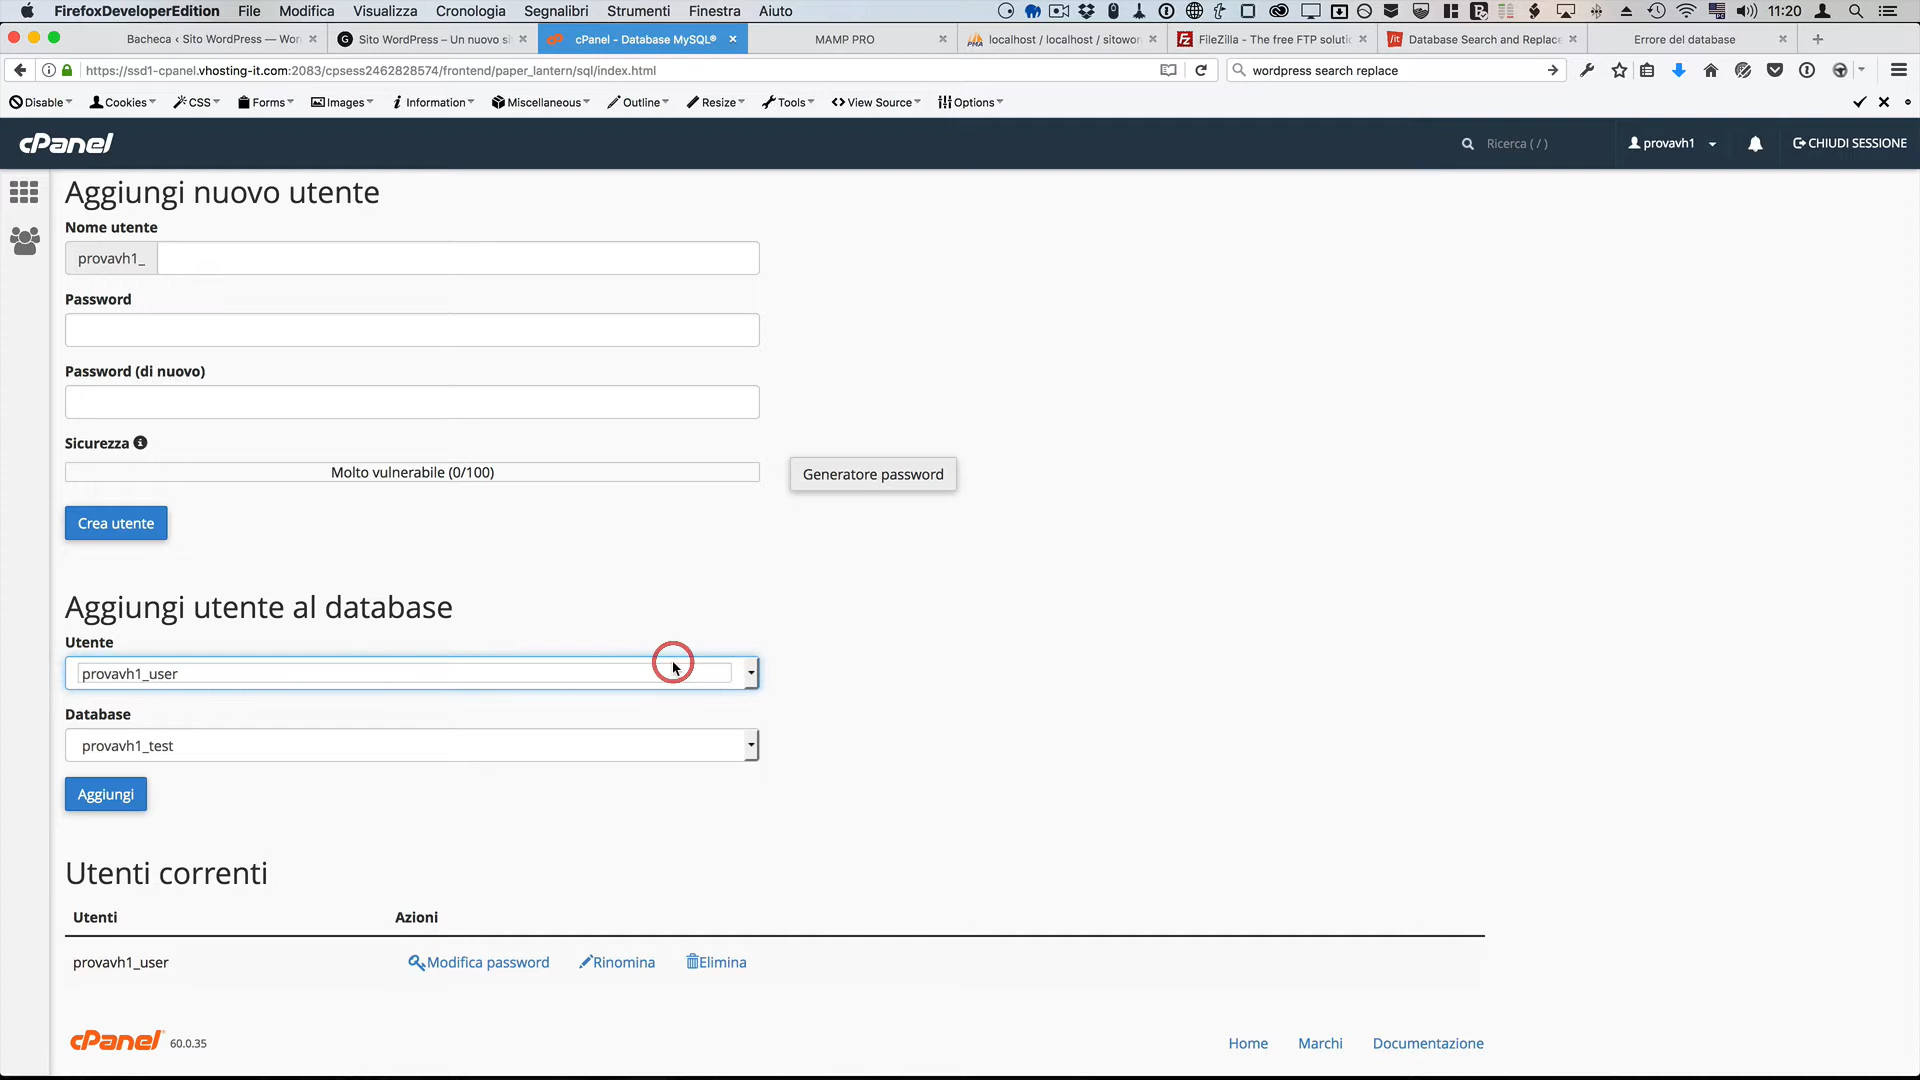 FirefoxDeveloperEdition File Modifica Visualizza Cronologia Segnalibri Strumenti Finestra Aiuto 11:20
Bacheca ‹ Sito WordPress — Wor
Sito WordPress – Un nuovo si
cPanel - Database MySQL®
MAMP PRO
localhost / localhost / sitowor
FileZilla - The free FTP soluti
Database Search and Replace
Errore del database
https://ssd1-cpanel.vhosting-it.com:2083/cpsess2462828574/frontend/paper_lantern/sql/index.html
wordpress search replace
Disable Cookies CSS Forms Images Information Miscellaneous Outline Resize Tools View Source Options
cPanel
Ricerca ( / )
provavh1
CHIUDI SESSIONE
Aggiungi nuovo utente
Nome utente
provavh1_
Password
Password (di nuovo)
Sicurezza
Molto vulnerabile (0/100)
Generatore password
Crea utente
Aggiungi utente al database
Utente
provavh1_user
Database
provavh1_test
Aggiungi
Utenti correnti
Utenti Azioni
provavh1_user Modifica password Rinomina Elimina
cPanel 60.0.35
Home Marchi Documentazione